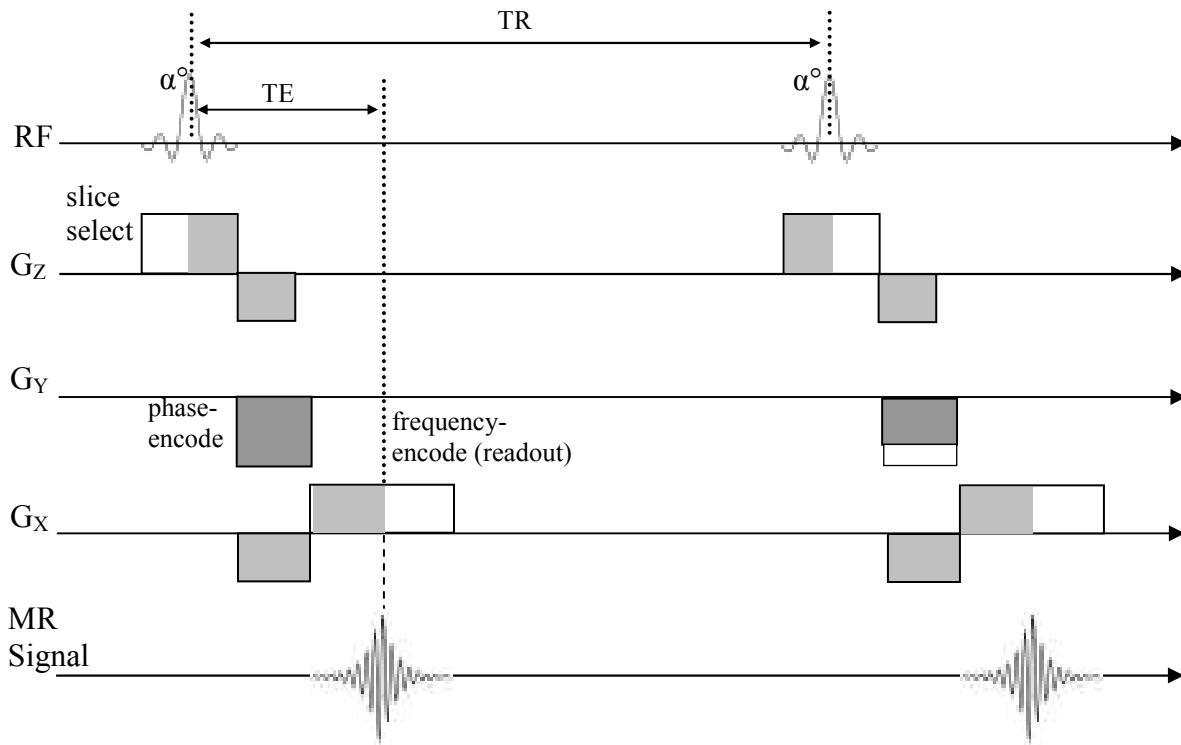 TR
α° α°
TE
RF
slice
select
G_Z
G_Y
phase-
encode
frequency-
encode (readout)
G_X
MR
Signal